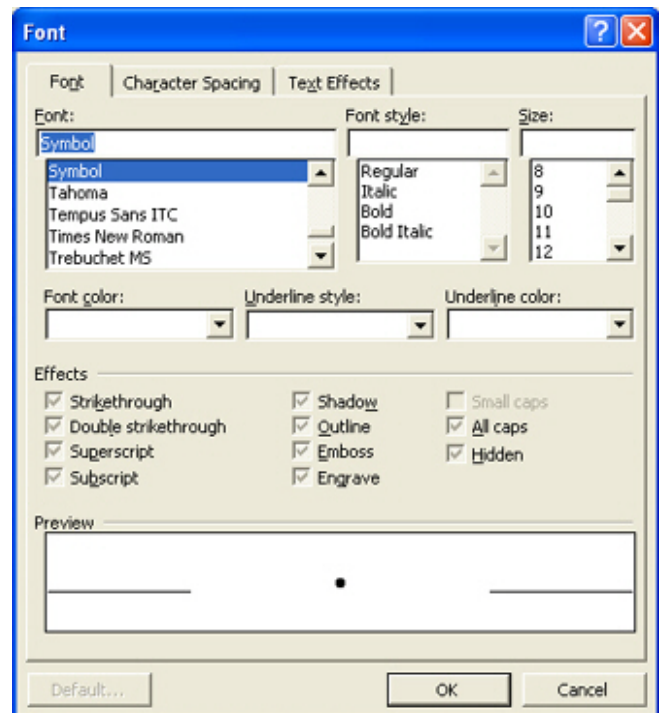 Font
Font Character Spacing Text Effects
Font: Font style: Size:
Symbol
Symbol Regular 8
Tahoma Italic 9
Tempus Sans ITC Bold 10
Times New Roman Bold Italic 11
Trebuchet MS 12
Font color: Underline style: Underline color:
Effects
Strikethrough Shadow Small caps
Double strikethrough Outline All caps
Superscript Emboss Hidden
Subscript Engrave
Preview
Default... OK Cancel